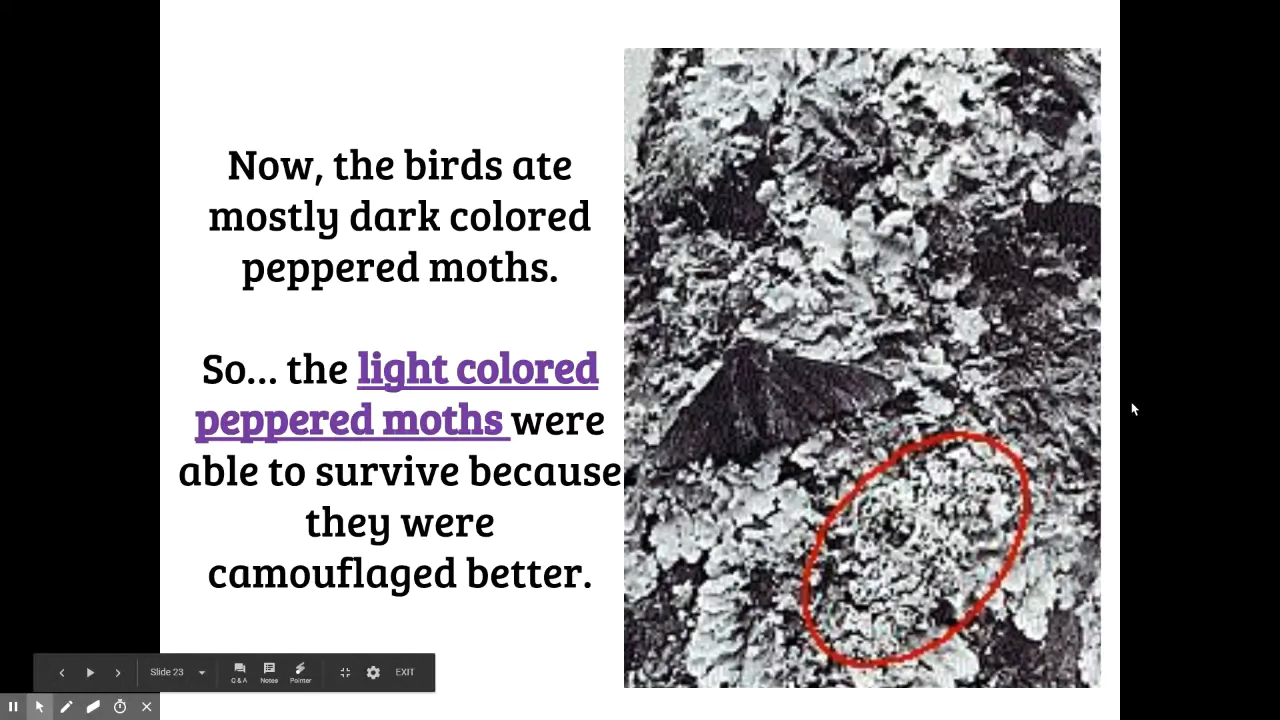 Now, the birds ate
mostly dark colored
peppered moths.
So... the light colored
peppered moths were
able to survive because
they were
camouflaged better.
Slide 23
Q & A Notes Pointer
EXIT